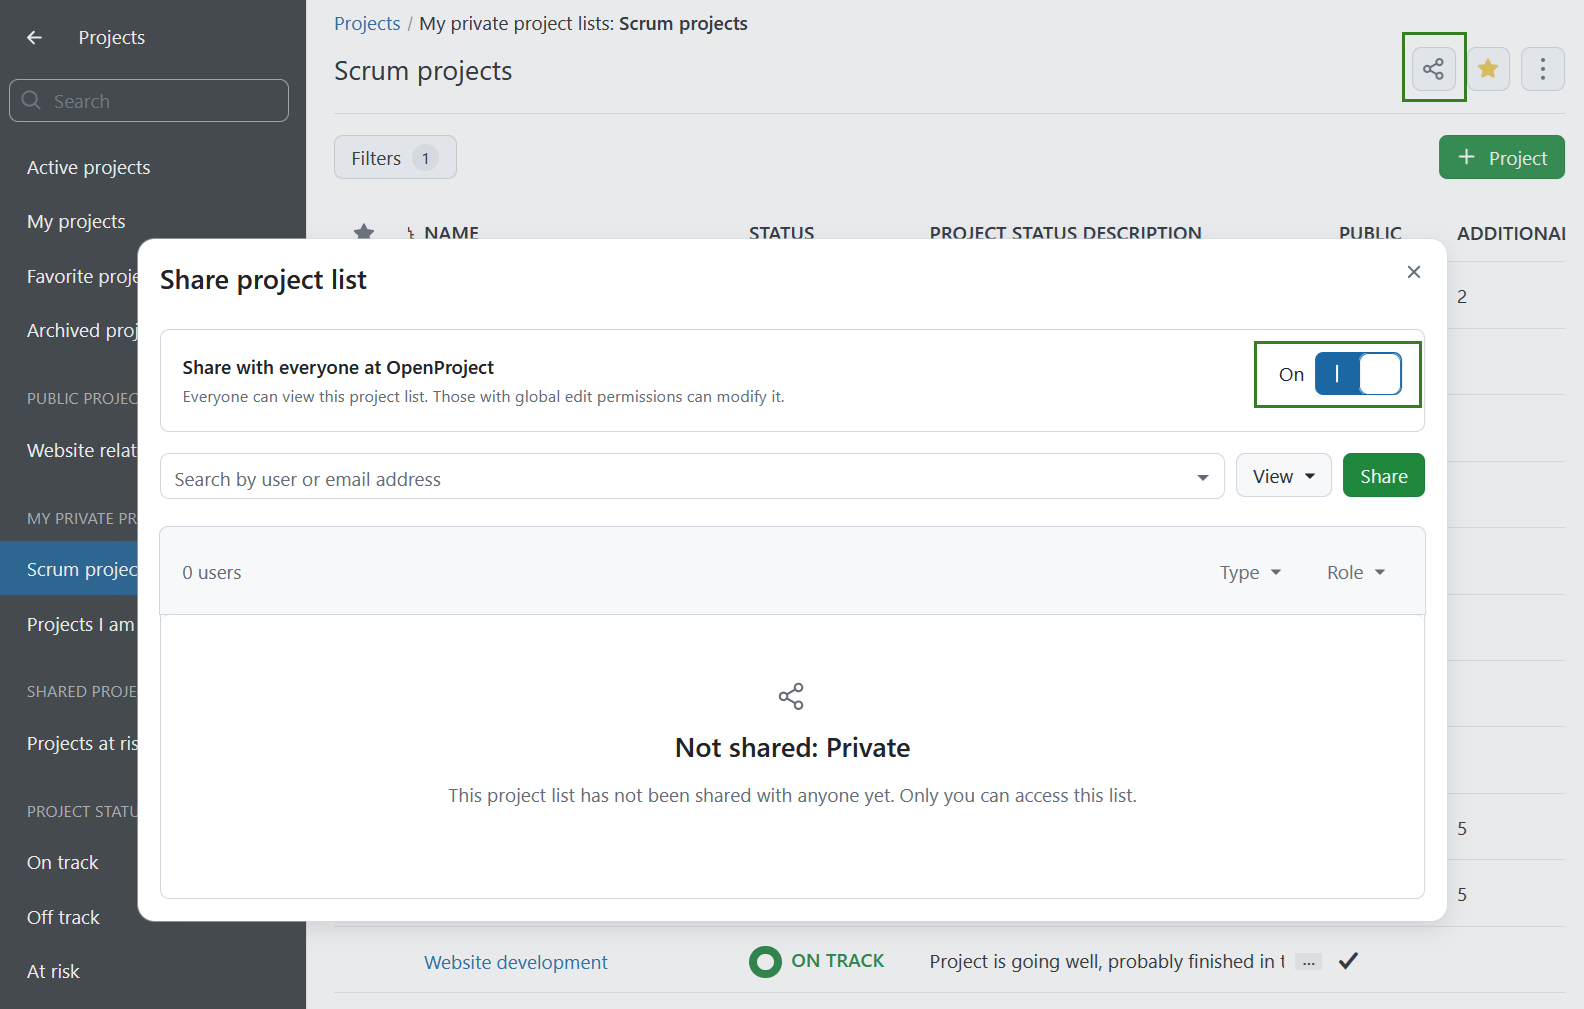 Projects
Search
Active projects
My projects
Favorite proje
Archived proj
PUBLIC PROJEC
Website relat
MY PRIVATE PR
Scrum projec
Projects I am
SHARED PROJE
Projects at ris
PROJECT STATU
On track
Off track
At risk
Projects / My private project lists: Scrum projects
Scrum projects
Filters 1
+ Project
NAME STATUS PROJECT STATUS DESCRIPTION PUBLIC ADDITIONAL
2
5
5
Website development ON TRACK Project is going well, probably finished in t ...
Share project list
Share with everyone at OpenProject
Everyone can view this project list. Those with global edit permissions can modify it.
On
Search by user or email address
View
Share
0 users
Type
Role
Not shared: Private
This project list has not been shared with anyone yet. Only you can access this list.